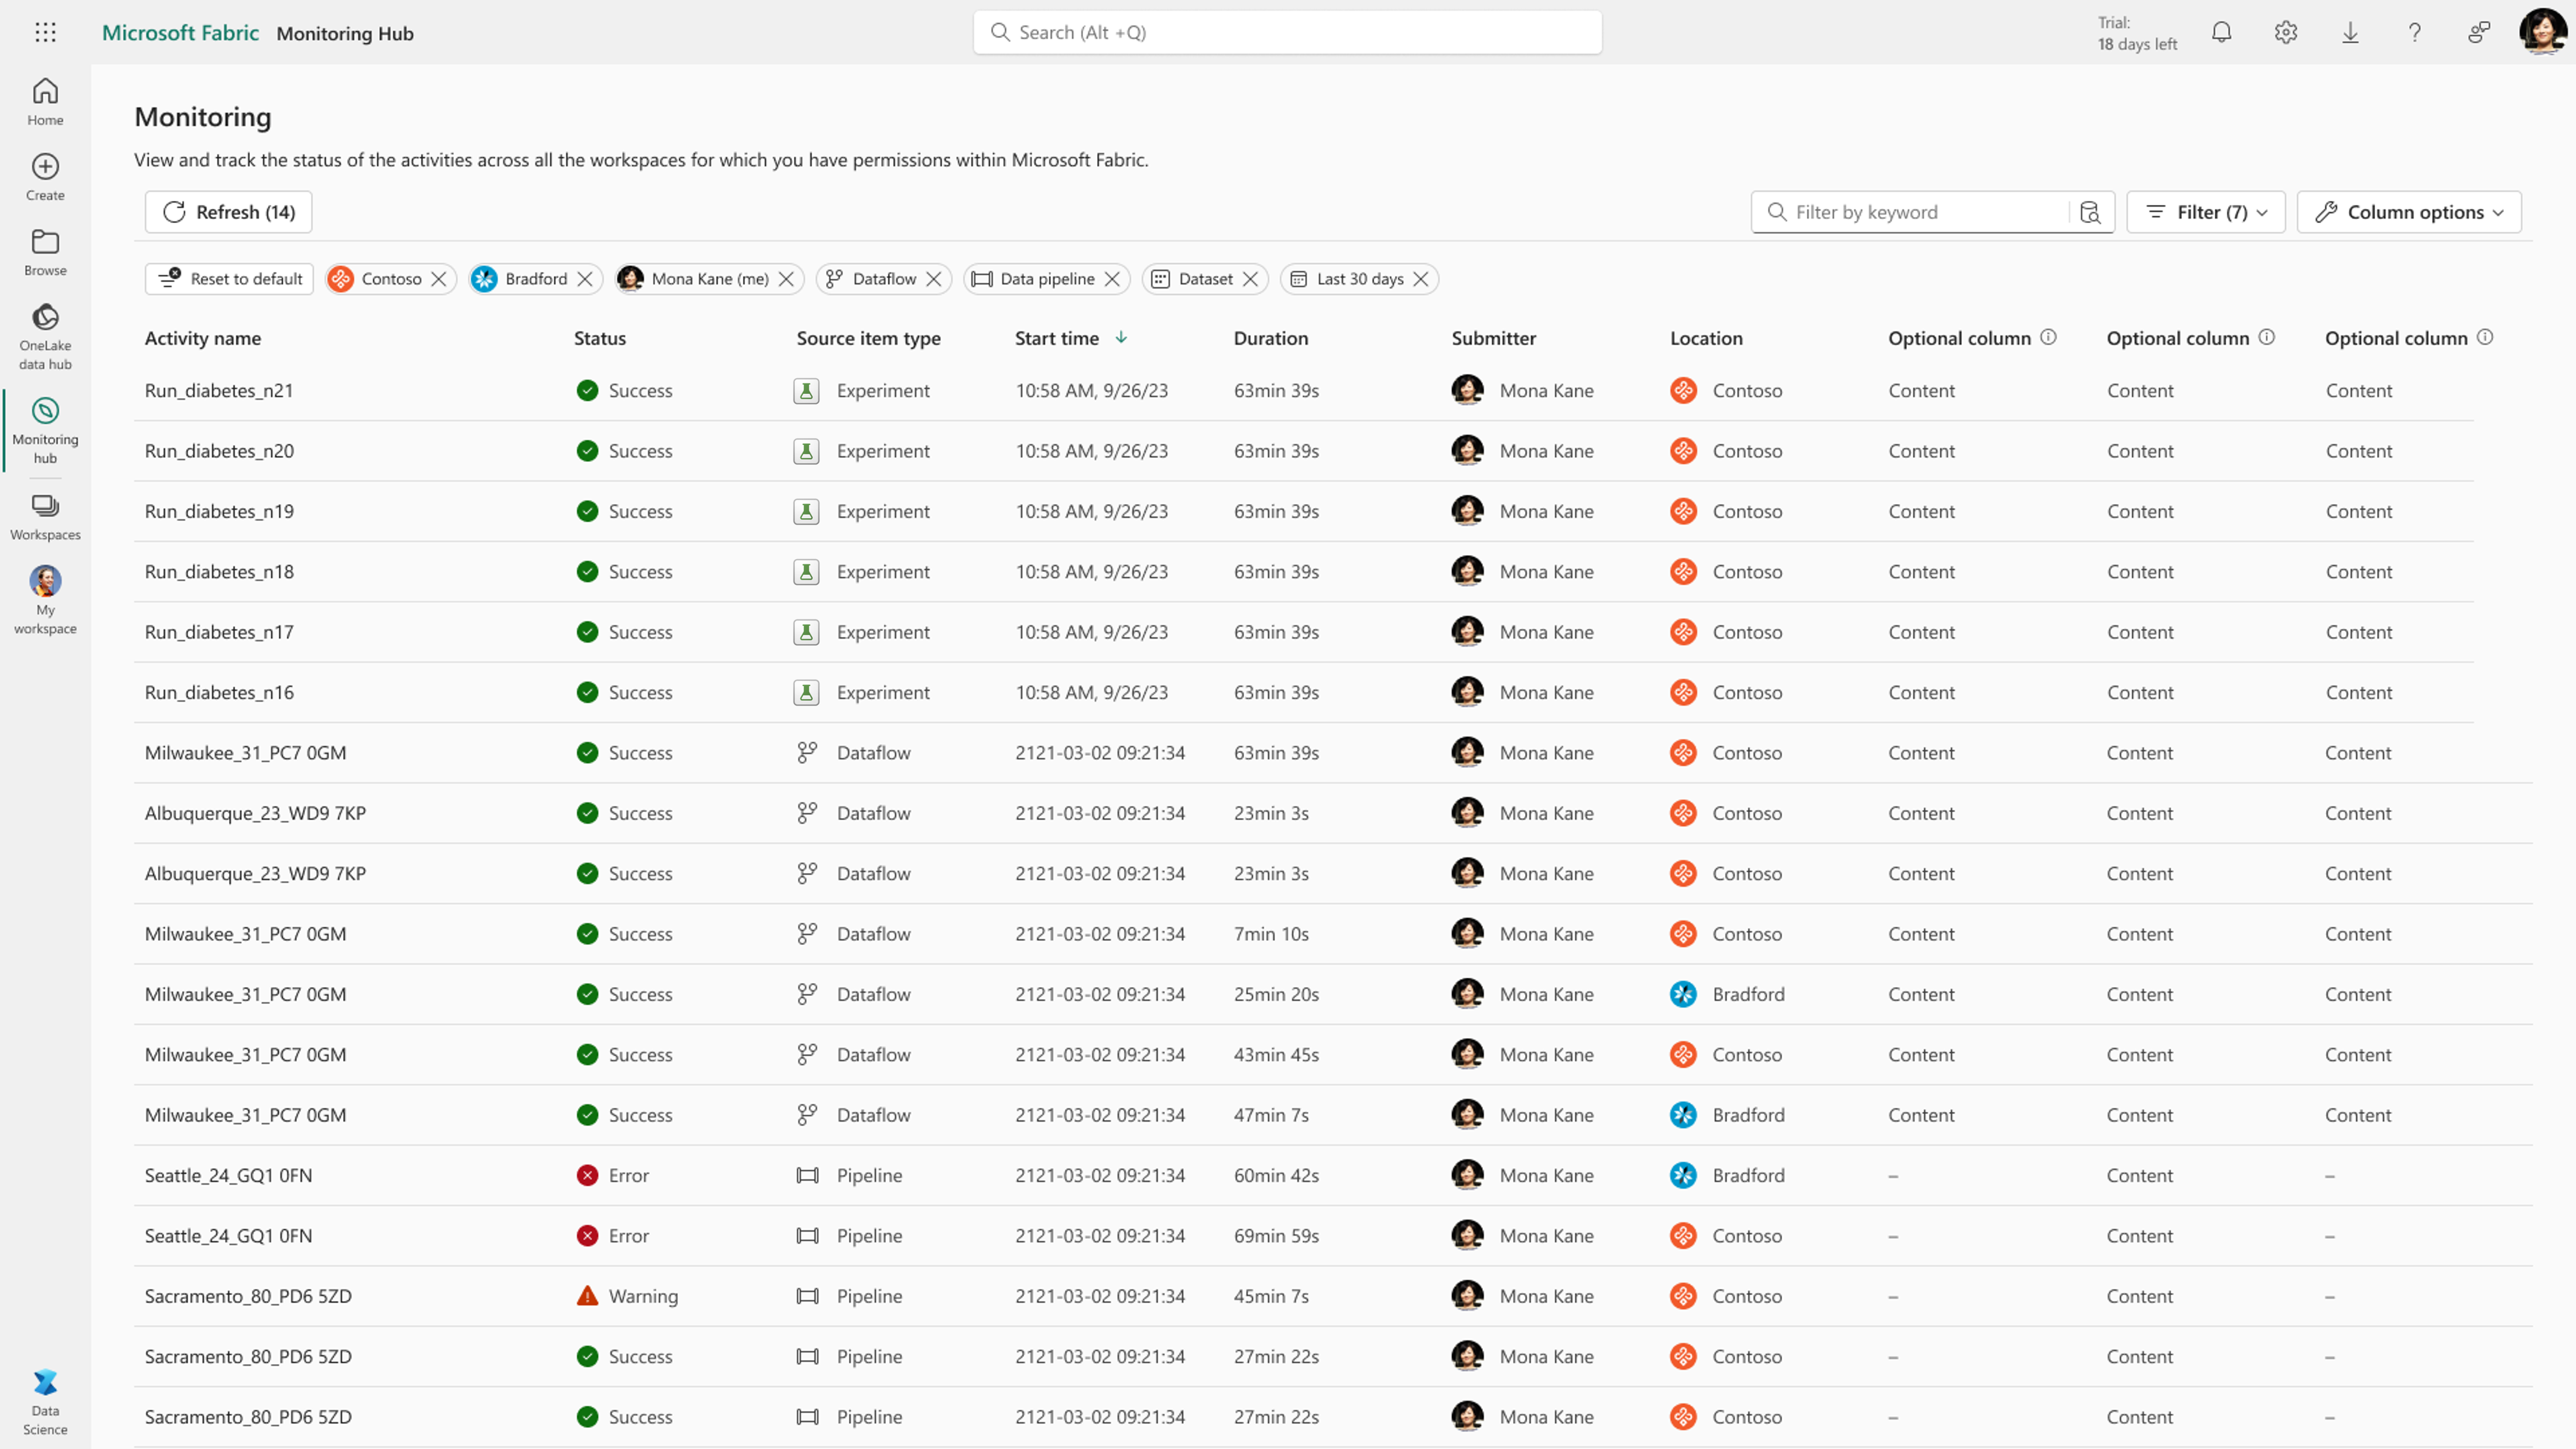 Microsoft Fabric Monitoring Hub Search (Alt +Q) Trial:
18 days left
Home
Create
Browse
OneLake
data hub
Monitoring
hub
Workspaces
My
workspace
Data
Science
Monitoring
View and track the status of the activities across all the workspaces for which you have permissions within Microsoft Fabric.
Refresh (14) Filter by keyword Filter (7) Column options
Reset to default Contoso Bradford Mona Kane (me) Dataflow Data pipeline Dataset Last 30 days
Activity name Status Source item type Start time Duration Submitter Location Optional column Optional column Optional column
Run_diabetes_n21 Success Experiment 10:58 AM, 9/26/23 63min 39s Mona Kane Contoso Content Content Content
Run_diabetes_n20 Success Experiment 10:58 AM, 9/26/23 63min 39s Mona Kane Contoso Content Content Content
Run_diabetes_n19 Success Experiment 10:58 AM, 9/26/23 63min 39s Mona Kane Contoso Content Content Content
Run_diabetes_n18 Success Experiment 10:58 AM, 9/26/23 63min 39s Mona Kane Contoso Content Content Content
Run_diabetes_n17 Success Experiment 10:58 AM, 9/26/23 63min 39s Mona Kane Contoso Content Content Content
Run_diabetes_n16 Success Experiment 10:58 AM, 9/26/23 63min 39s Mona Kane Contoso Content Content Content
Milwaukee_31_PC7 0GM Success Dataflow 2121-03-02 09:21:34 63min 39s Mona Kane Contoso Content Content Content
Albuquerque_23_WD9 7KP Success Dataflow 2121-03-02 09:21:34 23min 3s Mona Kane Contoso Content Content Content
Albuquerque_23_WD9 7KP Success Dataflow 2121-03-02 09:21:34 23min 3s Mona Kane Contoso Content Content Content
Milwaukee_31_PC7 0GM Success Dataflow 2121-03-02 09:21:34 7min 10s Mona Kane Contoso Content Content Content
Milwaukee_31_PC7 0GM Success Dataflow 2121-03-02 09:21:34 25min 20s Mona Kane Bradford Content Content Content
Milwaukee_31_PC7 0GM Success Dataflow 2121-03-02 09:21:34 43min 45s Mona Kane Contoso Content Content Content
Milwaukee_31_PC7 0GM Success Dataflow 2121-03-02 09:21:34 47min 7s Mona Kane Bradford Content Content Content
Seattle_24_GQ1 0FN Error Pipeline 2121-03-02 09:21:34 60min 42s Mona Kane Bradford – Content –
Seattle_24_GQ1 0FN Error Pipeline 2121-03-02 09:21:34 69min 59s Mona Kane Contoso – Content –
Sacramento_80_PD6 5ZD Warning Pipeline 2121-03-02 09:21:34 45min 7s Mona Kane Contoso – Content –
Sacramento_80_PD6 5ZD Success Pipeline 2121-03-02 09:21:34 27min 22s Mona Kane Contoso – Content –
Sacramento_80_PD6 5ZD Success Pipeline 2121-03-02 09:21:34 27min 22s Mona Kane Contoso – Content –